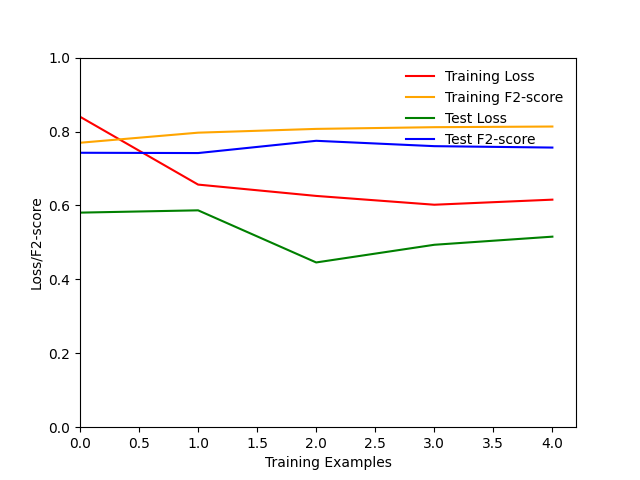 Training Loss
Training F2-score
Test Loss
Test F2-score
Loss/F2-score
1.0
0.8
0.6
0.4
0.2
0.0
0.0 0.5 1.0 1.5 2.0 2.5 3.0 3.5 4.0
Training Examples